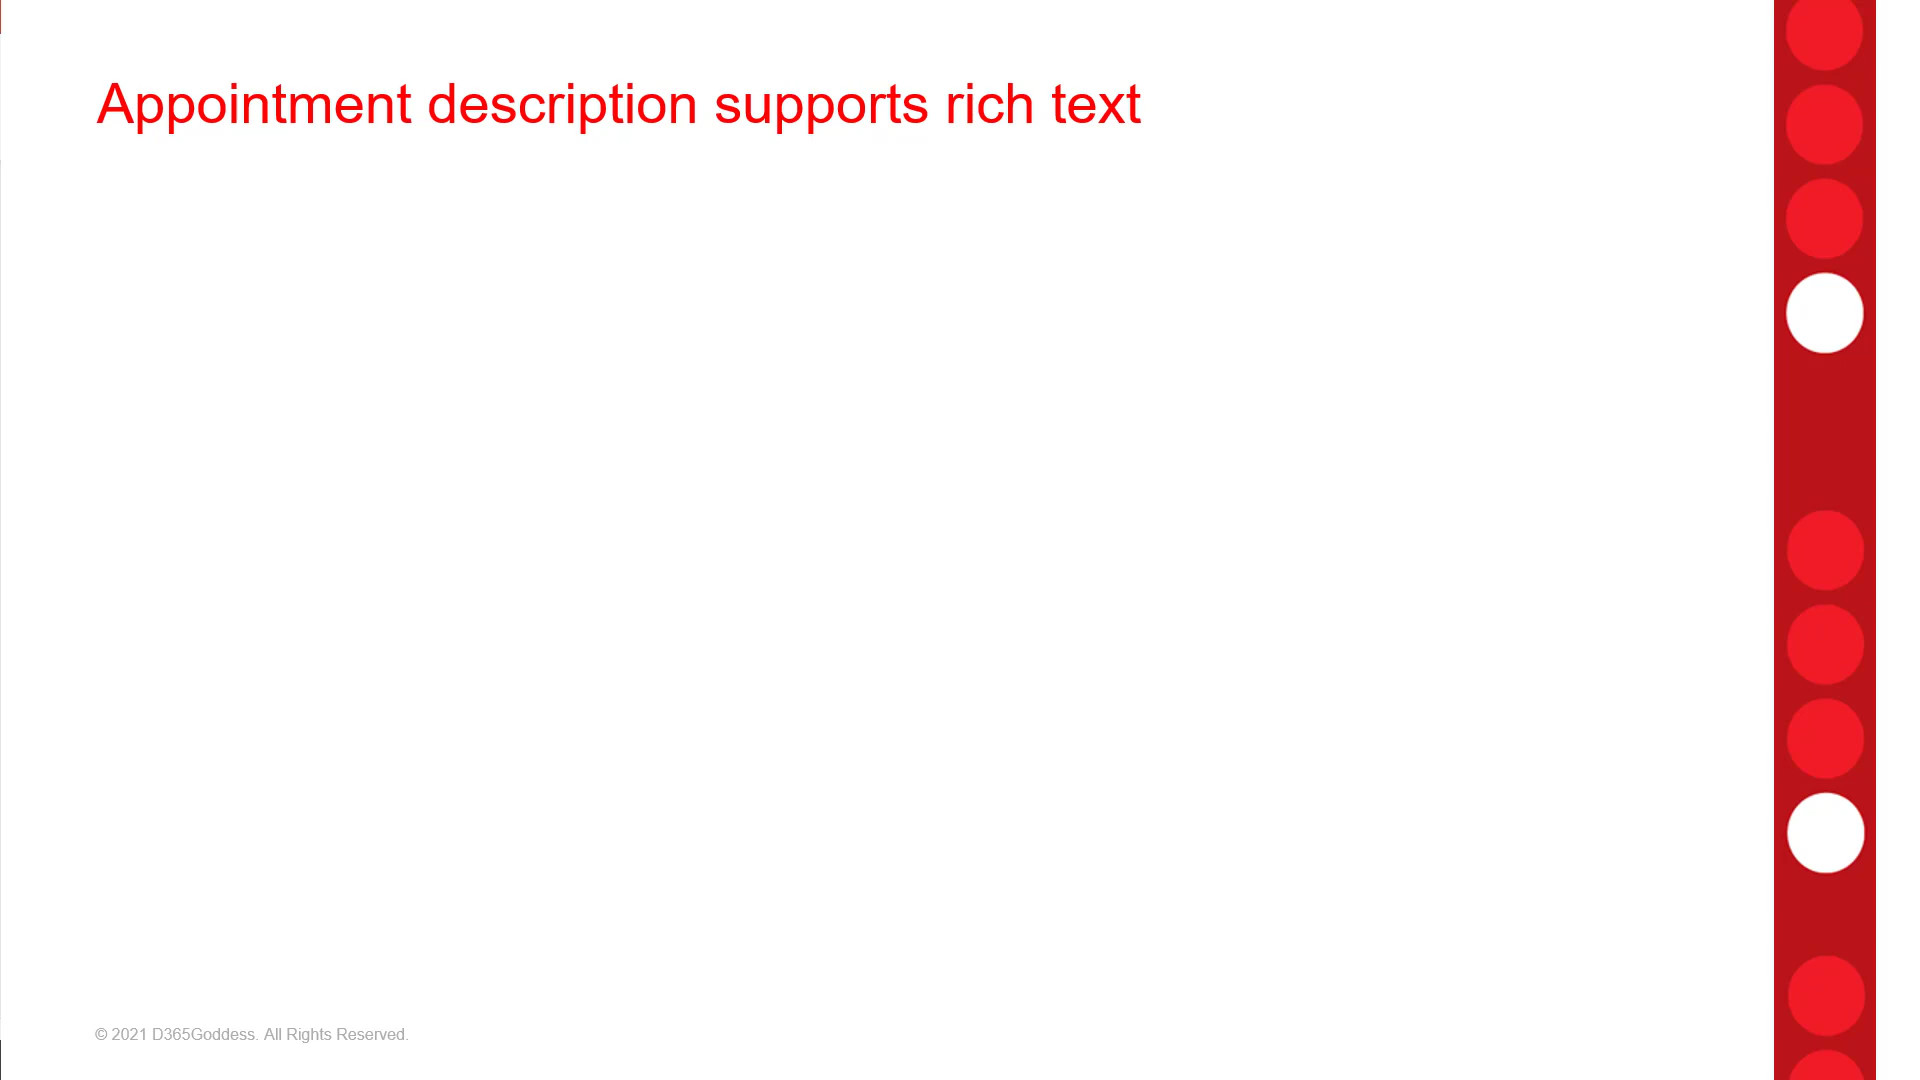 Appointment description supports rich text
© 2021 D365Goddess. All Rights Reserved.